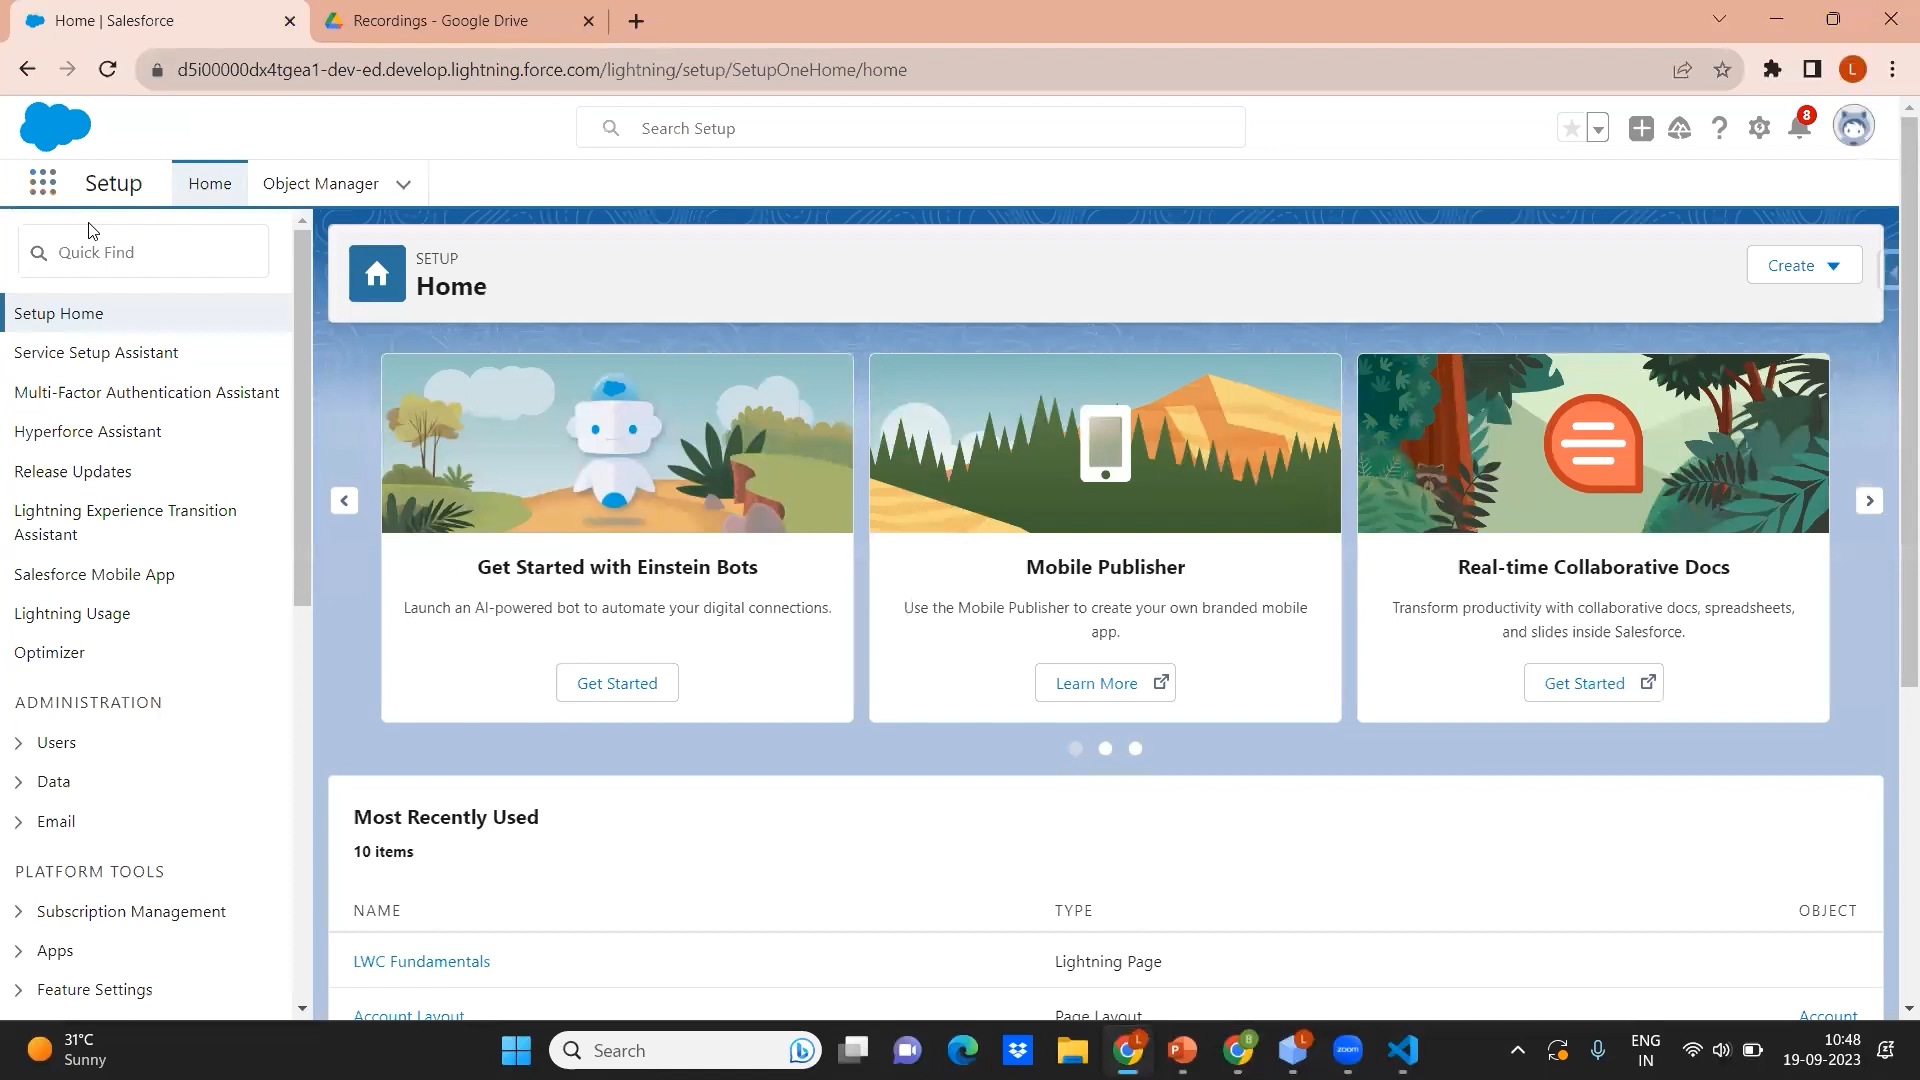 Home | Salesforce
Recordings - Google Drive
d5i00000dx4tgea1-dev-ed.develop.lightning.force.com/lightning/setup/SetupOneHome/home
L
Search Setup
8
Setup
Home
Object Manager
Quick Find
Setup Home
Service Setup Assistant
Multi-Factor Authentication Assistant
Hyperforce Assistant
Release Updates
Lightning Experience Transition
Assistant
Salesforce Mobile App
Lightning Usage
Optimizer
ADMINISTRATION
Users
Data
Email
PLATFORM TOOLS
Subscription Management
Apps
Feature Settings
SETUP
Home
Create
Get Started with Einstein Bots
Launch an AI-powered bot to automate your digital connections.
Get Started
Mobile Publisher
Use the Mobile Publisher to create your own branded mobile
app.
Learn More
Real-time Collaborative Docs
Transform productivity with collaborative docs, spreadsheets,
and slides inside Salesforce.
Get Started
Most Recently Used
10 items
NAME TYPE OBJECT
LWC Fundamentals Lightning Page
Account Layout Page Layout Account
31°C
Sunny
Search
L
P
B
L
zoom
ENG
IN
10:48
19-09-2023